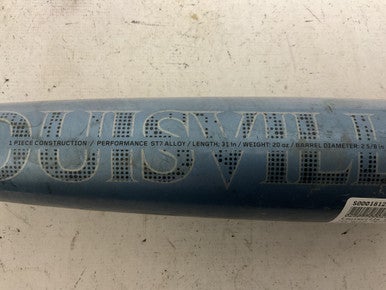 OUISVILL
1 PIECE CONSTRUCTION / PERFORMANCE ST7 ALLOY / LENGTH: 31 in / WEIGHT: 20 oz / BARREL DIAMETER: 2 5/8 in